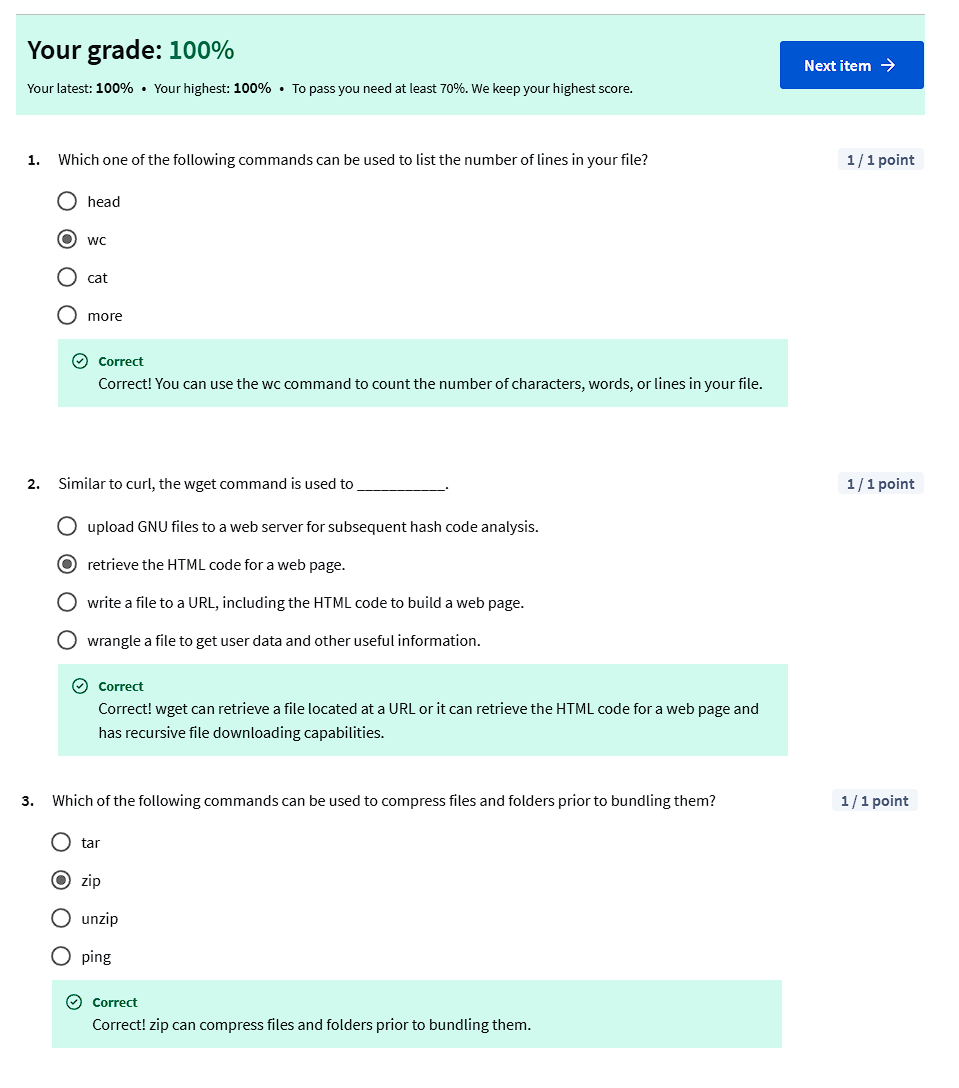 Your grade: 100%
Next item →
Your latest: 100% • Your highest: 100% • To pass you need at least 70%. We keep your highest score.
1. Which one of the following commands can be used to list the number of lines in your file?
1 / 1 point
head
wc
cat
more
Correct
Correct! You can use the wc command to count the number of characters, words, or lines in your file.
2. Similar to curl, the wget command is used to ___________.
1 / 1 point
upload GNU files to a web server for subsequent hash code analysis.
retrieve the HTML code for a web page.
write a file to a URL, including the HTML code to build a web page.
wrangle a file to get user data and other useful information.
Correct
Correct! wget can retrieve a file located at a URL or it can retrieve the HTML code for a web page and
has recursive file downloading capabilities.
3. Which of the following commands can be used to compress files and folders prior to bundling them?
1 / 1 point
tar
zip
unzip
ping
Correct
Correct! zip can compress files and folders prior to bundling them.